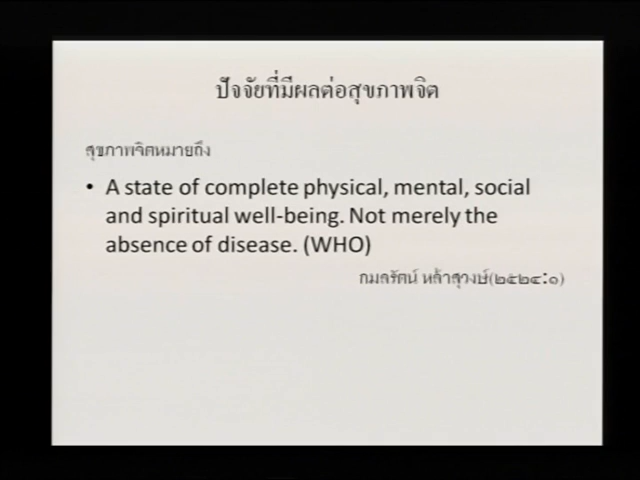 ปัจจัยที่มีผลต่อสุขภาพจิต
สุขภาพจิตหมายถึง
• A state of complete physical, mental, social
and spiritual well-being. Not merely the
absence of disease. (WHO)
กมลรัตน์ หล้าสุวงษ์(๒๕๒๔:๑)